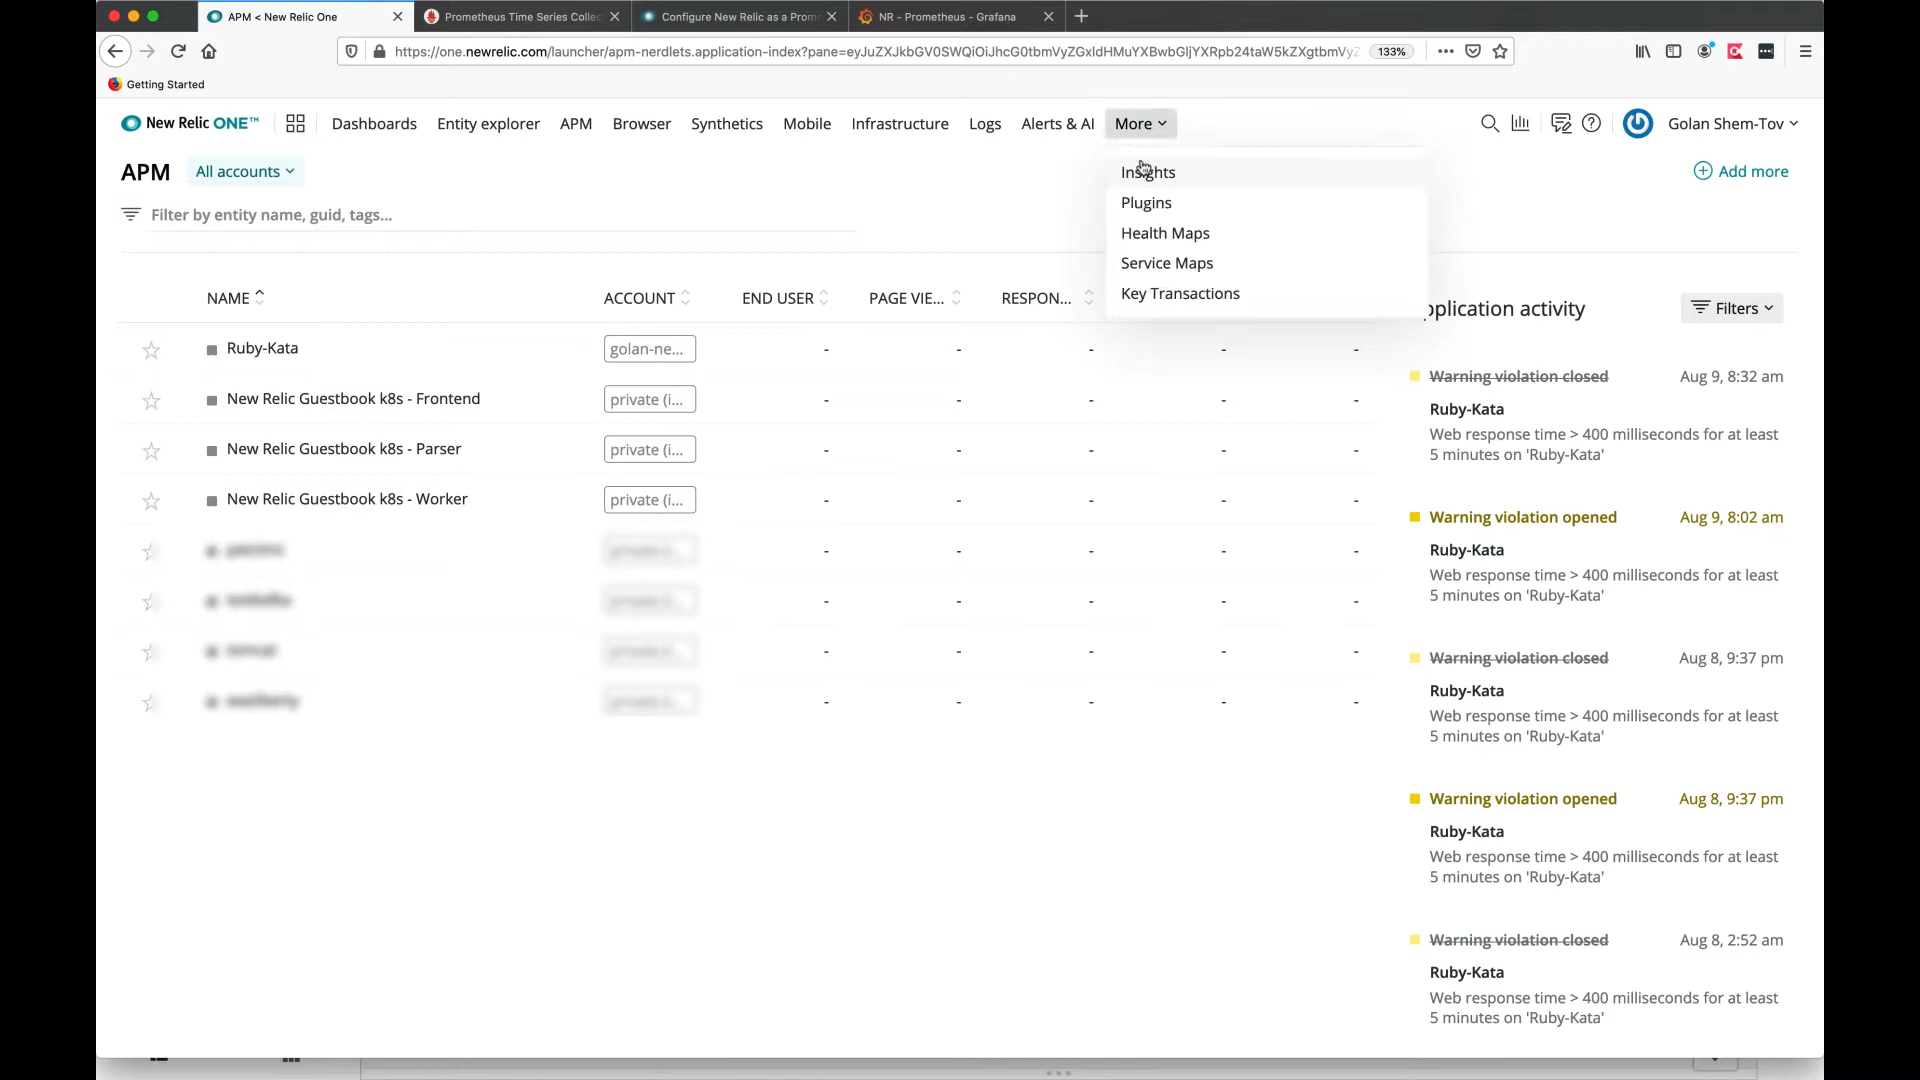 APM < New Relic One
Prometheus Time Series Collec
Configure New Relic as a Prom
NR - Prometheus - Grafana
https://one.newrelic.com/launcher/apm-nerdlets.application-index?pane=
133%
Getting Started
New Relic ONE™
Dashboards
Entity explorer
APM
Browser
Synthetics
Mobile
Infrastructure
Logs
Alerts & AI
More
Golan Shem-Tov
APM
All accounts
Insights
Plugins
Health Maps
Service Maps
Key Transactions
Add more
Filter by entity name, guid, tags...
NAME
ACCOUNT
END USER
PAGE VIE...
RESPON...
Ruby-Kata
golan-ne...
- - - - -
New Relic Guestbook k8s - Frontend
private (i...
- - - - -
New Relic Guestbook k8s - Parser
private (i...
- - - - -
New Relic Guestbook k8s - Worker
private (i...
- - - - -
- - - - -
- - - - -
- - - - -
- - - - -
pplication activity
Filters
Warning violation closed
Aug 9, 8:32 am
Ruby-Kata
Web response time > 400 milliseconds for at least
5 minutes on 'Ruby-Kata'
Warning violation opened
Aug 9, 8:02 am
Ruby-Kata
Web response time > 400 milliseconds for at least
5 minutes on 'Ruby-Kata'
Warning violation closed
Aug 8, 9:37 pm
Ruby-Kata
Web response time > 400 milliseconds for at least
5 minutes on 'Ruby-Kata'
Warning violation opened
Aug 8, 9:37 pm
Ruby-Kata
Web response time > 400 milliseconds for at least
5 minutes on 'Ruby-Kata'
Warning violation closed
Aug 8, 2:52 am
Ruby-Kata
Web response time > 400 milliseconds for at least
5 minutes on 'Ruby-Kata'